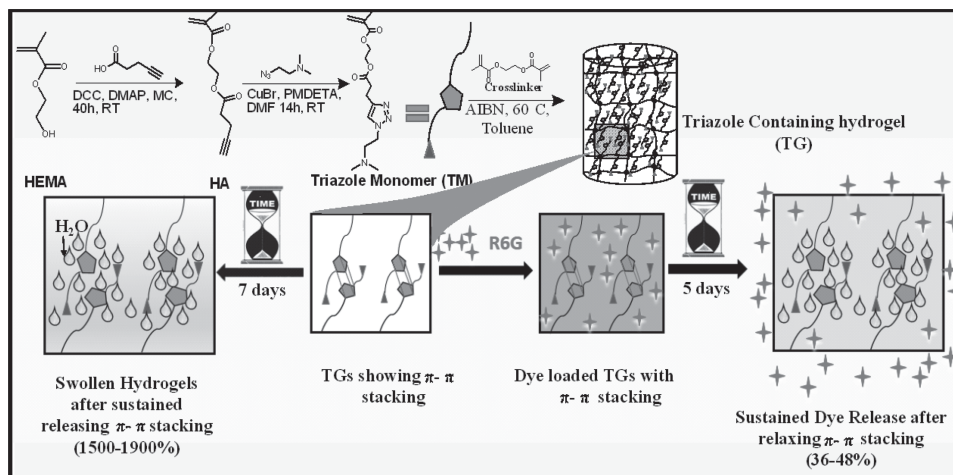 HO
DCC, DMAP, MC,
40h, RT
CuBr, PMDETA,
DMF 14h, RT
Crosslinker
AIBN, 60 C,
Toluene
Triazole Containing hydrogel
(TG)
OH
HEMA
HA
Triazole Monomer (TM)
H₂O
TIME
7 days
R6G
TIME
5 days
Swollen Hydrogels
after sustained
releasing π- π stacking
(1500-1900%)
TGs showing π- π
stacking
Dye loaded TGs with
π- π stacking
Sustained Dye Release after
relaxing π- π stacking
(36-48%)